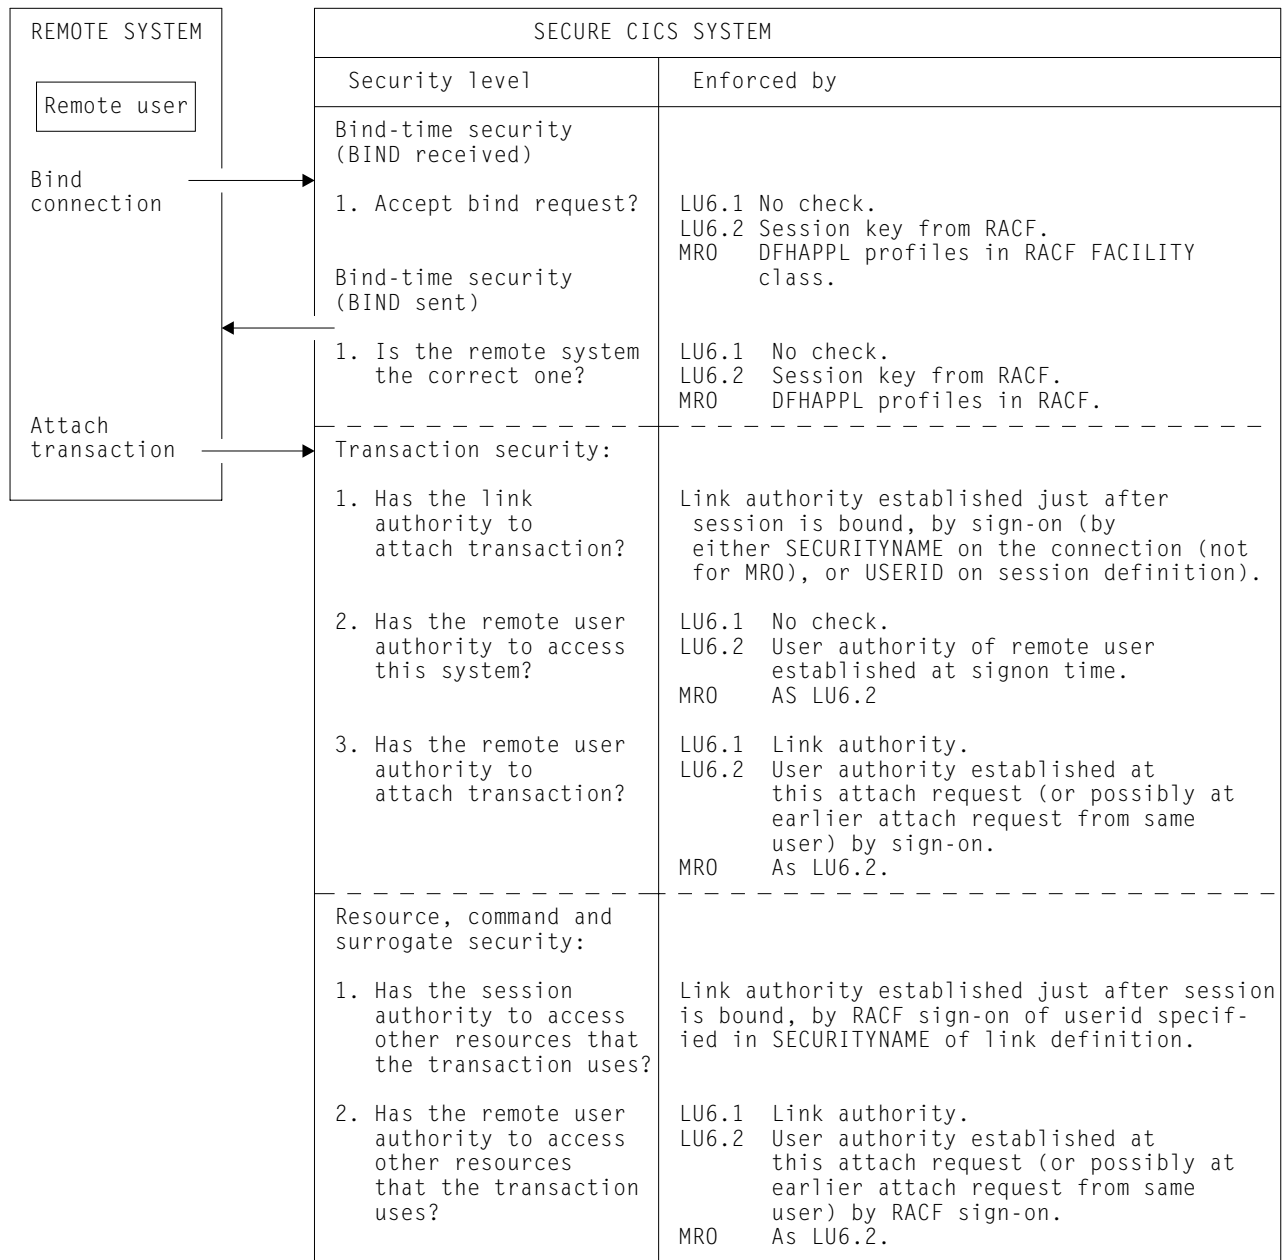 REMOTE SYSTEM
Remote user
Bind
connection
Attach
transaction
SECURE CICS SYSTEM
Security level
Enforced by
Bind-time security
(BIND received)
1. Accept bind request?
LU6.1 No check.
LU6.2 Session key from RACF.
MRO DFHAPPL profiles in RACF FACILITY
class.
Bind-time security
(BIND sent)
1. Is the remote system
the correct one?
LU6.1 No check.
LU6.2 Session key from RACF.
MRO DFHAPPL profiles in RACF.
Transaction security:
1. Has the link
authority to
attach transaction?
Link authority established just after
session is bound, by sign-on (by
either SECURITYNAME on the connection (not
for MRO), or USERID on session definition).
2. Has the remote user
authority to access
this system?
LU6.1 No check.
LU6.2 User authority of remote user
established at signon time.
MRO AS LU6.2
3. Has the remote user
authority to
attach transaction?
LU6.1 Link authority.
LU6.2 User authority established at
this attach request (or possibly at
earlier attach request from same
user) by sign-on.
MRO As LU6.2.
Resource, command and
surrogate security:
1. Has the session
authority to access
other resources that
the transaction uses?
Link authority established just after session
is bound, by RACF sign-on of userid specif-
ied in SECURITYNAME of link definition.
2. Has the remote user
authority to access
other resources
that the transaction
uses?
LU6.1 Link authority.
LU6.2 User authority established at
this attach request (or possibly at
earlier attach request from same
user) by RACF sign-on.
MRO As LU6.2.